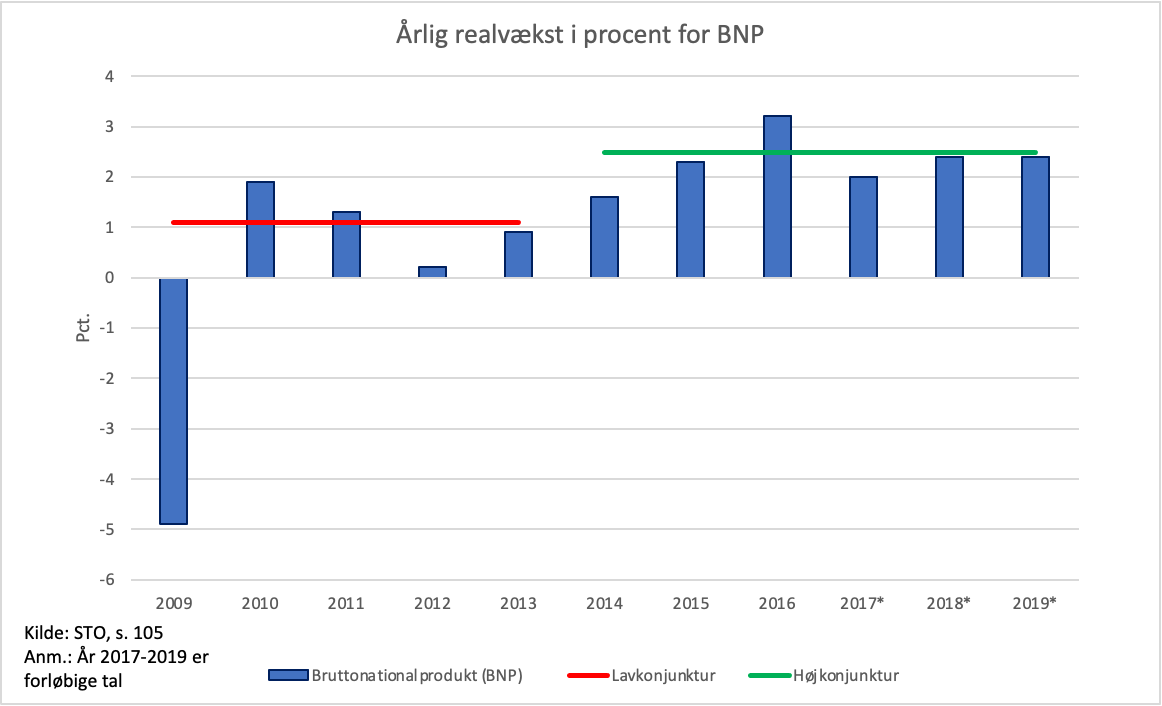 Årlig realvækst i procent for BNP
4
3
2
1
0
-1
-2
-3
-4
-5
-6
Pct.
2009 2010 2011 2012 2013 2014 2015 2016 2017* 2018* 2019*
Kilde: STO, s. 105
Anm.: År 2017-2019 er
forløbige tal
Bruttonationalprodukt (BNP) Lavkonjunktur Højkonjunktur